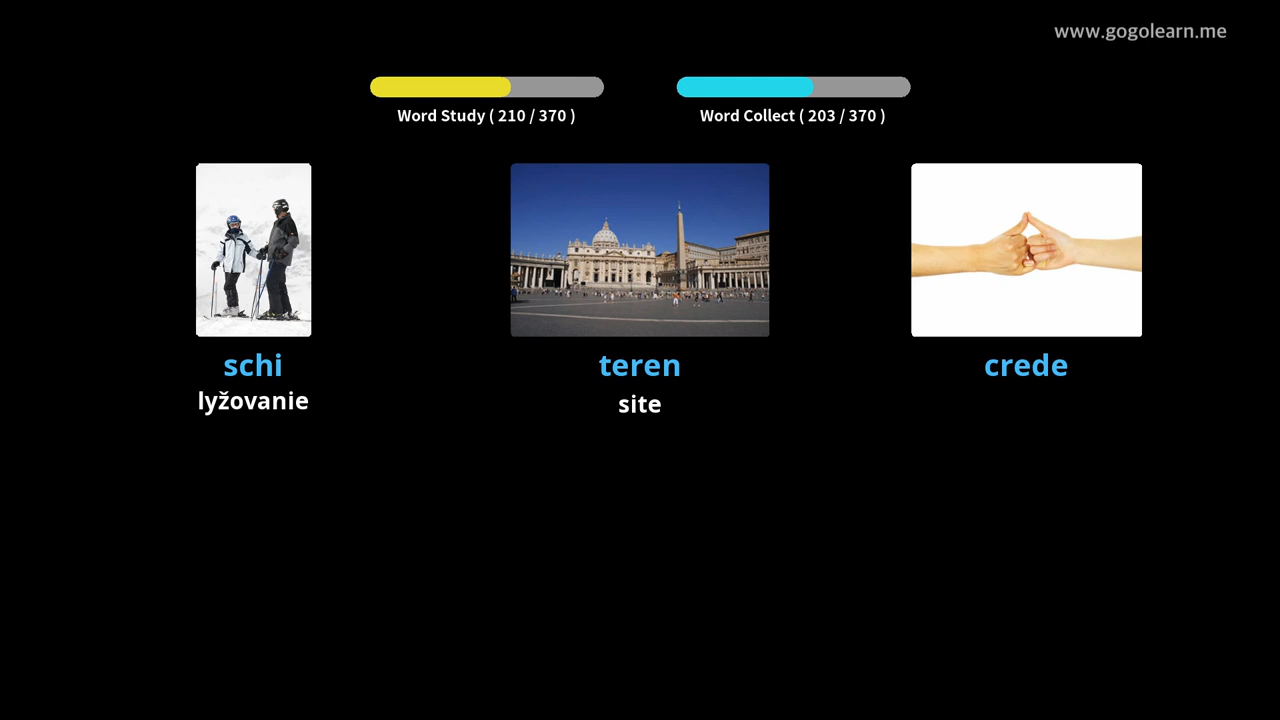 www.gogolearn.me
Word Study ( 210 / 370 )
Word Collect ( 203 / 370 )
schi
teren
crede
lyžovanie
site